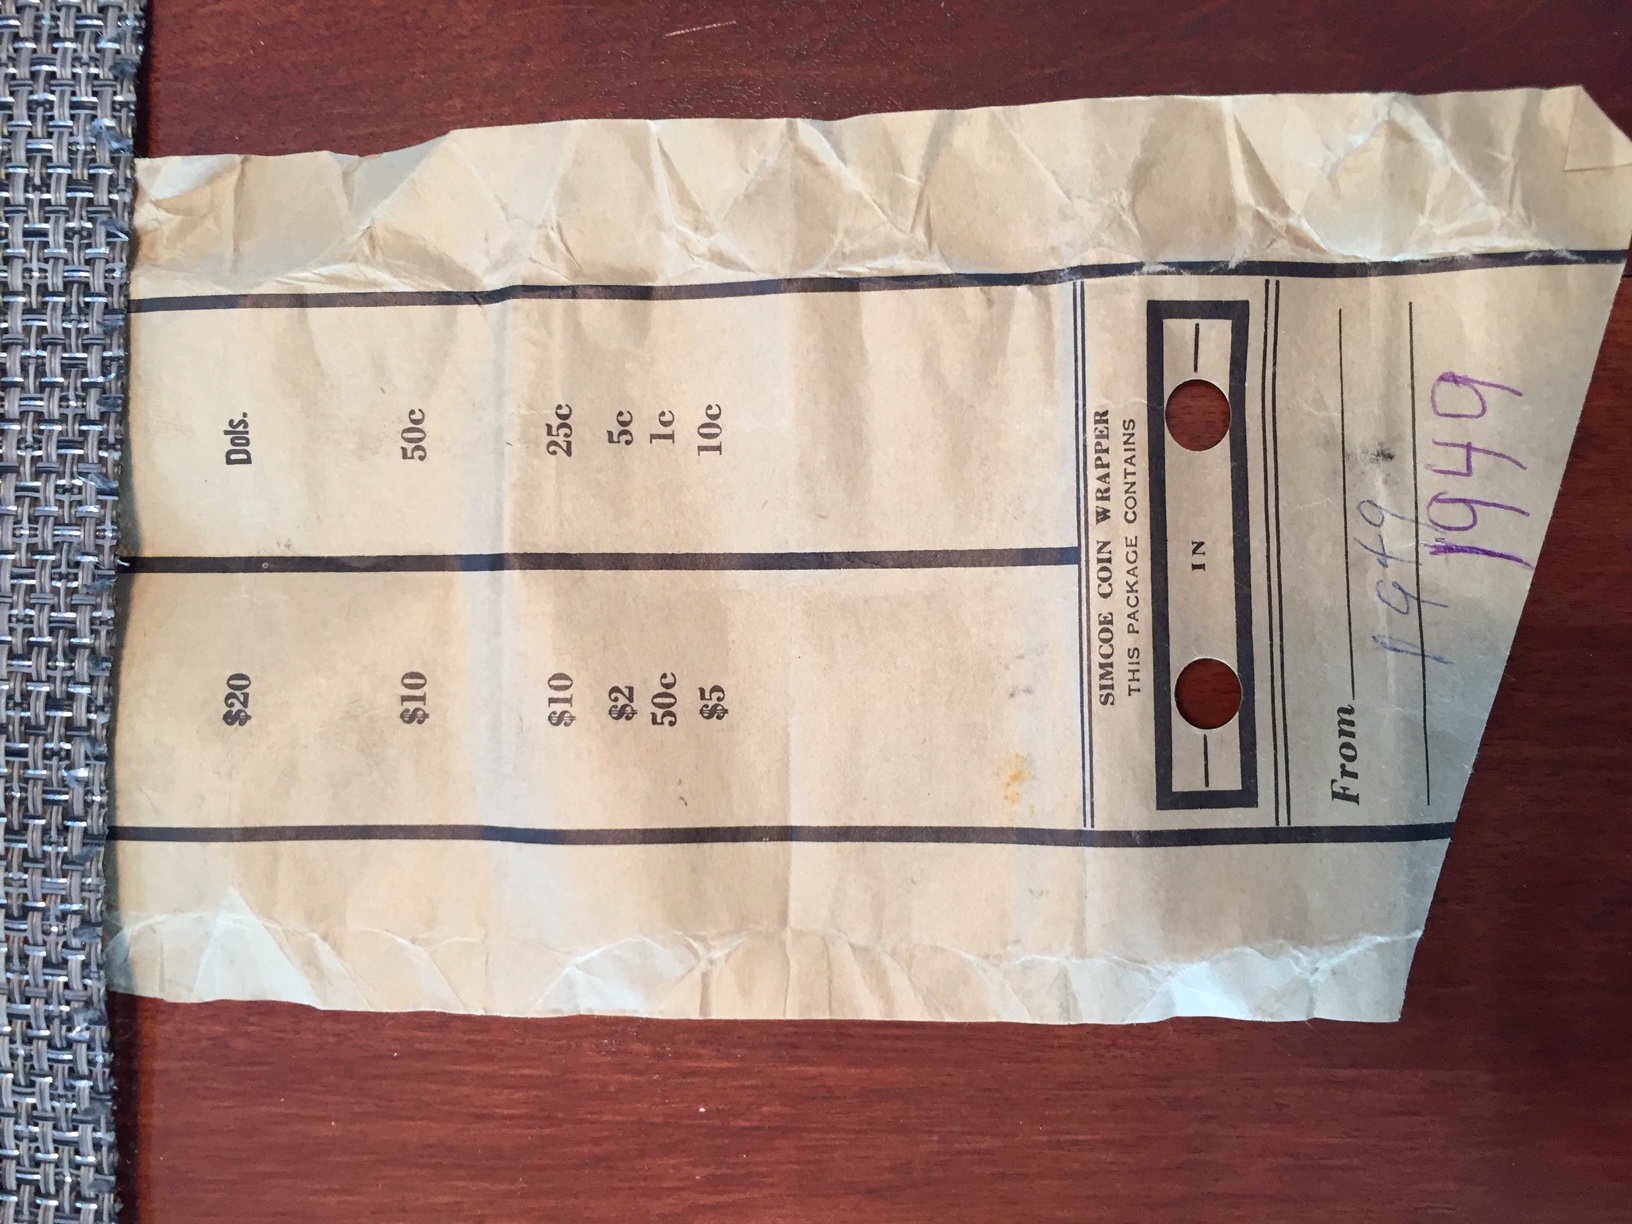 $20 Dols.
$10 50c
$10 25c
$2 5c
50c 1c
$5 10c
SIMCOE COIN WRAPPER
THIS PACKAGE CONTAINS
IN
From
1949
1949